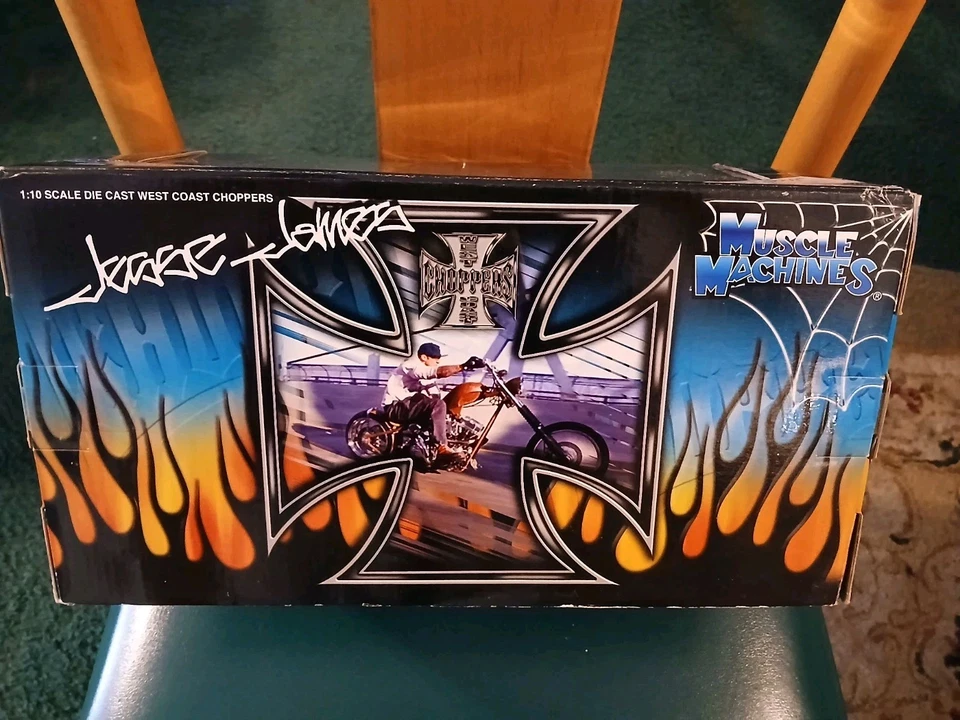 1:10 SCALE DIE CAST WEST COAST CHOPPERS
Jesse James
WEST
CHOPPERS
COAST
MUSCLE
MACHINES®